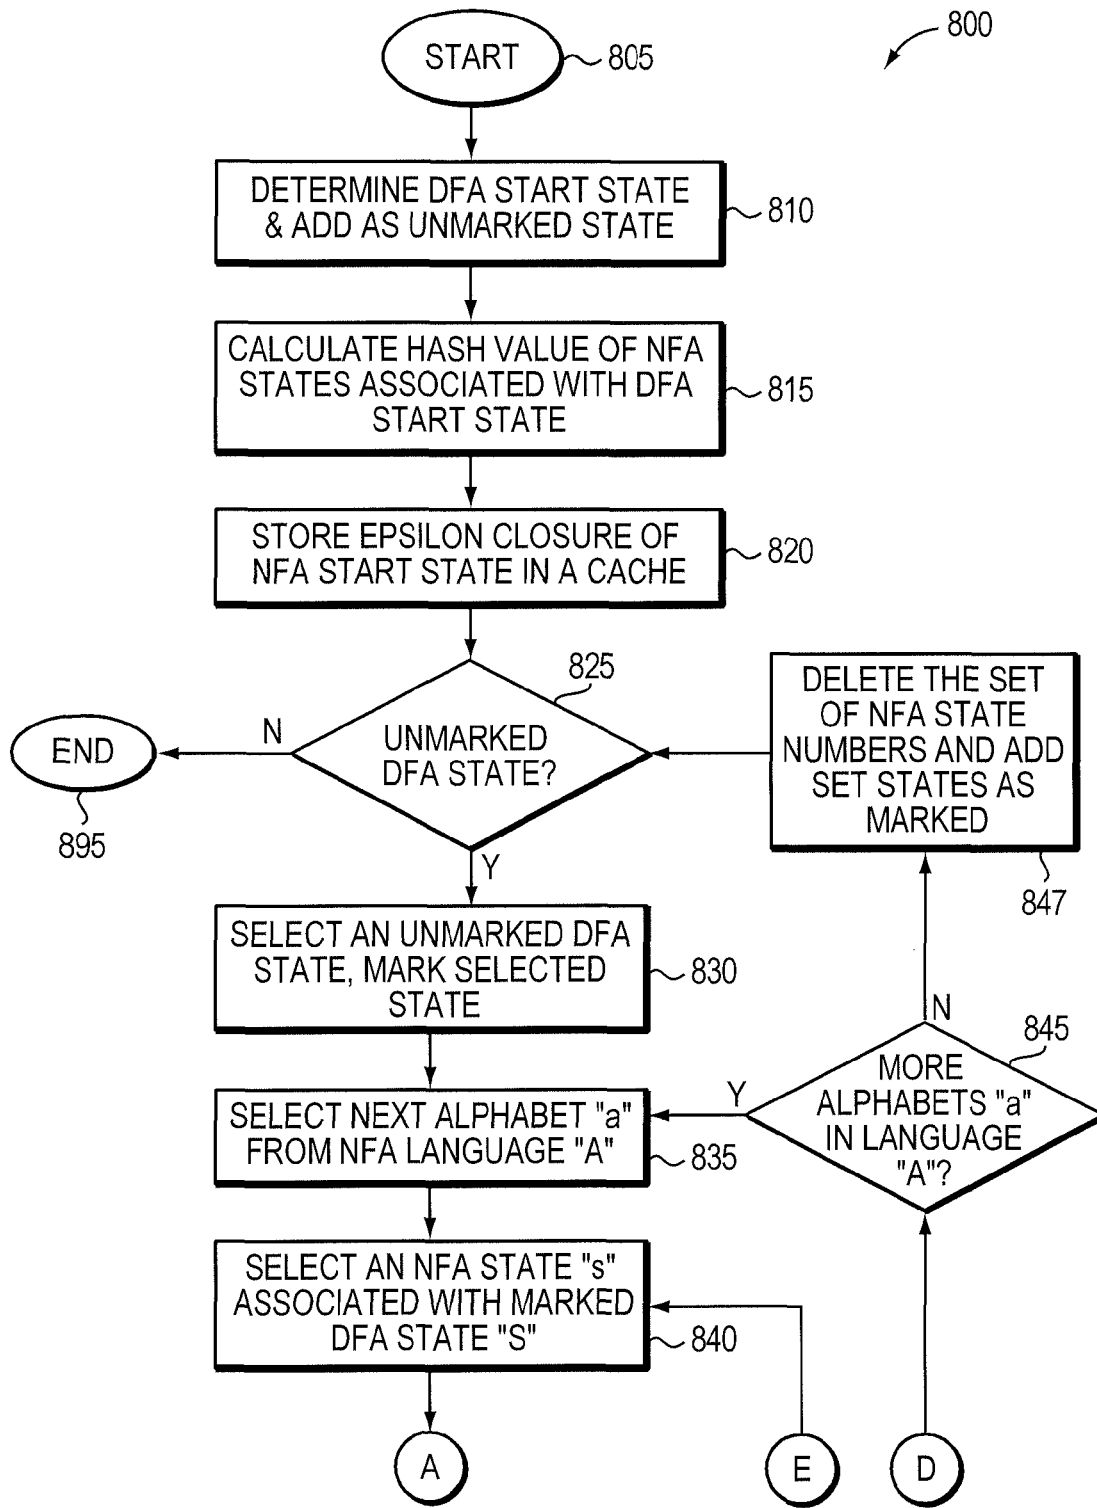 800
START
805
DETERMINE DFA START STATE
& ADD AS UNMARKED STATE
810
CALCULATE HASH VALUE OF NFA
STATES ASSOCIATED WITH DFA
START STATE
815
STORE EPSILON CLOSURE OF
NFA START STATE IN A CACHE
820
825
UNMARKED
DFA STATE?
N
END
895
Y
DELETE THE SET
OF NFA STATE
NUMBERS AND ADD
SET STATES AS
MARKED
847
SELECT AN UNMARKED DFA
STATE, MARK SELECTED
STATE
830
N
845
MORE
ALPHABETS "a"
IN LANGUAGE
"A"?
Y
SELECT NEXT ALPHABET "a"
FROM NFA LANGUAGE "A"
835
SELECT AN NFA STATE "s"
ASSOCIATED WITH MARKED
DFA STATE "S"
840
A
E
D